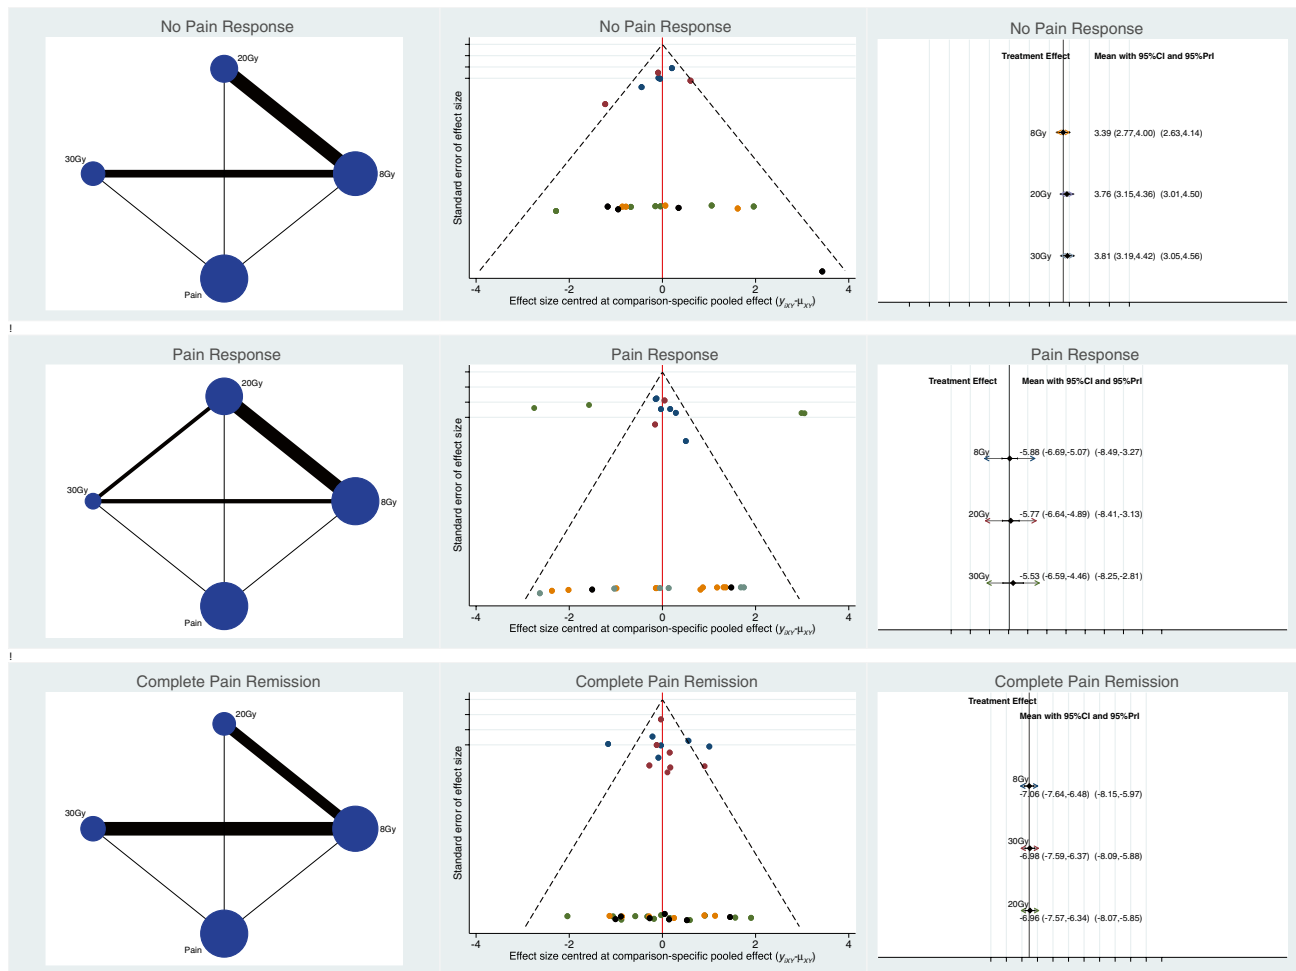 No Pain Response
20Gy
30Gy
8Gy
Pain
No Pain Response
Standard error of effect size
-4 -2 0 2 4
Effect size centred at comparison-specific pooled effect (yiXY-μXY)
No Pain Response
Treatment Effect Mean with 95%CI and 95%PrI
8Gy 3.39 (2.77,4.00) (2.63,4.14)
20Gy 3.76 (3.15,4.36) (3.01,4.50)
30Gy 3.81 (3.19,4.42) (3.05,4.56)
!
Pain Response
20Gy
30Gy
8Gy
Pain
Pain Response
Standard error of effect size
-4 -2 0 2 4
Effect size centred at comparison-specific pooled effect (yiXY-μXY)
Pain Response
Treatment Effect Mean with 95%CI and 95%PrI
8Gy -5.88 (-6.69,-5.07) (-8.49,-3.27)
20Gy -5.77 (-6.64,-4.89) (-8.41,-3.13)
30Gy -5.53 (-6.59,-4.46) (-8.25,-2.81)
!
Complete Pain Remission
20Gy
30Gy
8Gy
Pain
Complete Pain Remission
Standard error of effect size
-4 -2 0 2 4
Effect size centred at comparison-specific pooled effect (yiXY-μXY)
Complete Pain Remission
Treatment Effect
Mean with 95%CI and 95%PrI
8Gy
-7.06 (-7.64,-6.48) (-8.15,-5.97)
30Gy
-6.98 (-7.59,-6.37) (-8.09,-5.88)
20Gy
-6.96 (-7.57,-6.34) (-8.07,-5.85)